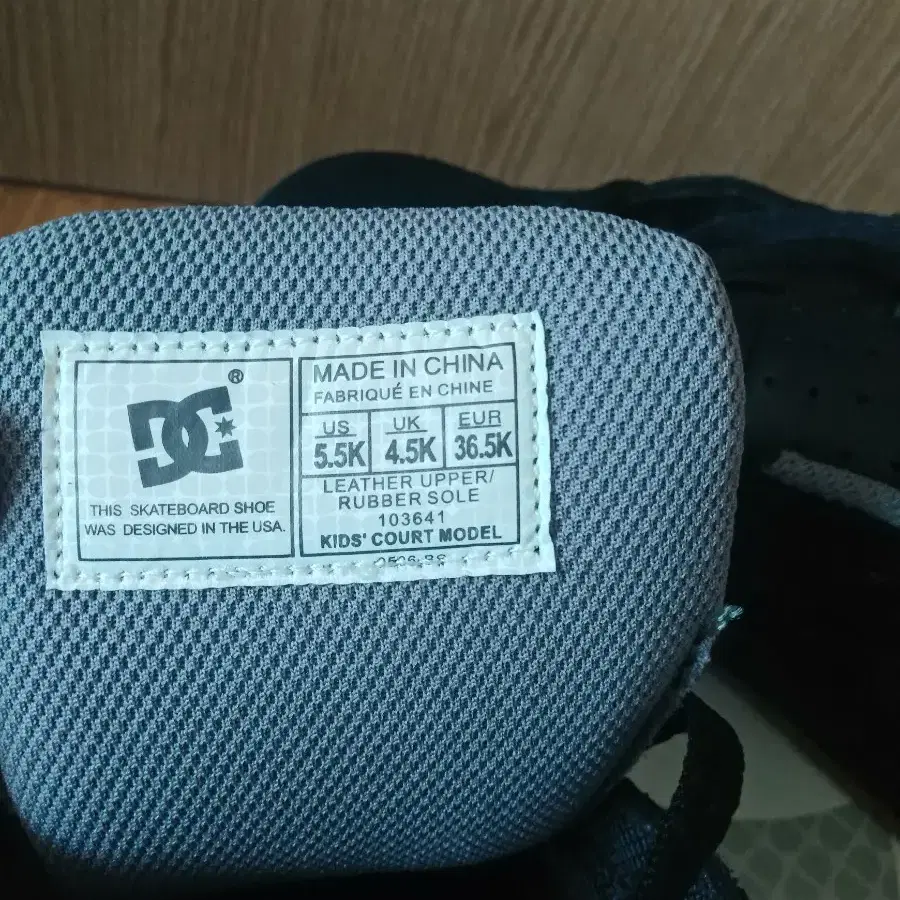 DC®
THIS SKATEBOARD SHOE
WAS DESIGNED IN THE USA.
MADE IN CHINA
FABRIQUÉ EN CHINE
US UK EUR
5.5K 4.5K 36.5K
LEATHER UPPER/
RUBBER SOLE
103641
KIDS' COURT MODEL